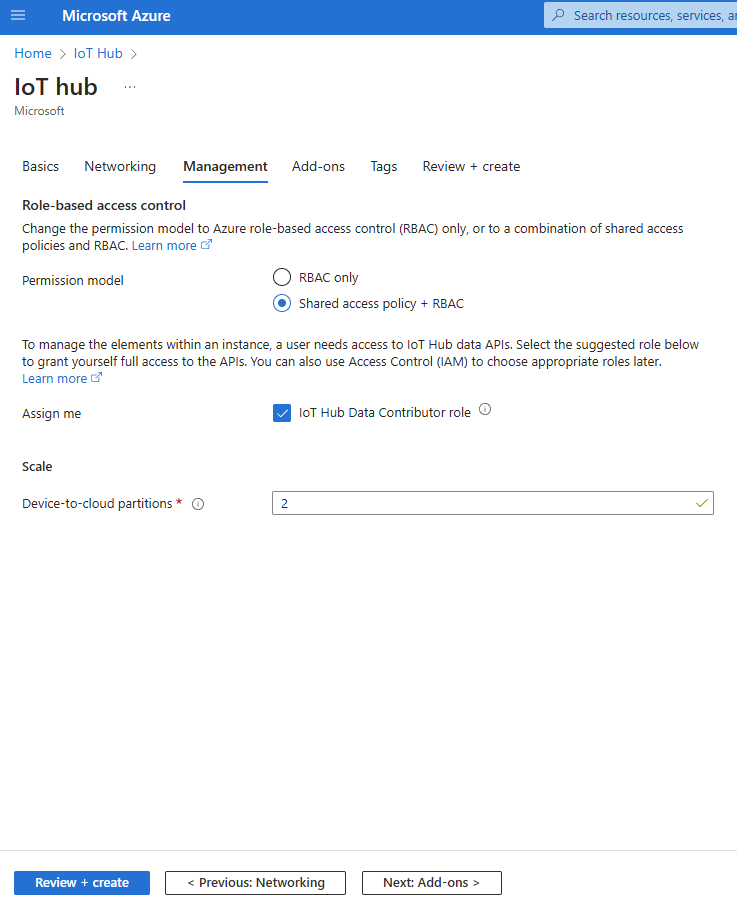 Microsoft Azure
Search resources, services, a
Home > IoT Hub >
IoT hub ...
Microsoft
Basics Networking Management Add-ons Tags Review + create
Role-based access control
Change the permission model to Azure role-based access control (RBAC) only, or to a combination of shared access
policies and RBAC. Learn more
Permission model
RBAC only
Shared access policy + RBAC
To manage the elements within an instance, a user needs access to IoT Hub data APIs. Select the suggested role below
to grant yourself full access to the APIs. You can also use Access Control (IAM) to choose appropriate roles later.
Learn more
Assign me
IoT Hub Data Contributor role
Scale
Device-to-cloud partitions *
2
Review + create
< Previous: Networking
Next: Add-ons >